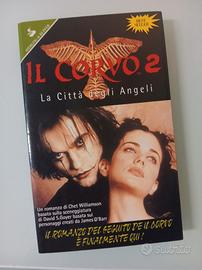 IL CORVO 2
La Città degli Angeli
Un romanzo di Chet Williamson
basato sulla sceneggiatura
di David S. Goyer basata sui
personaggi creati da James O'Barr
IL ROMANZO DEL SEGUITO DE IL CORVO
È FINALMENTE QUI!
subito